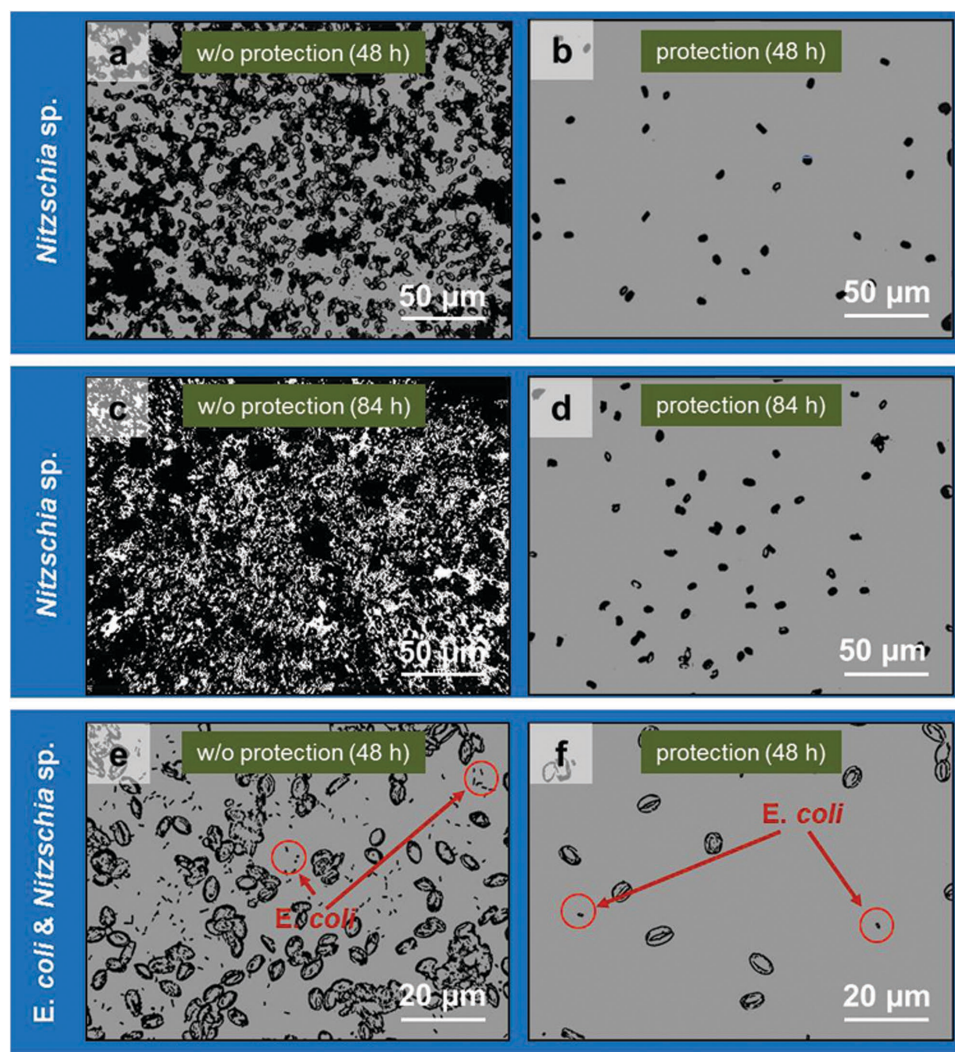 Nitzschia sp.
a
w/o protection (48 h)
50 μm
b
protection (48 h)
50 μm
Nitzschia sp.
c
w/o protection (84 h)
50 μm
d
protection (84 h)
50 μm
E. coli & Nitzschia sp.
e
w/o protection (48 h)
E. coli
20 μm
f
protection (48 h)
E. coli
20 μm